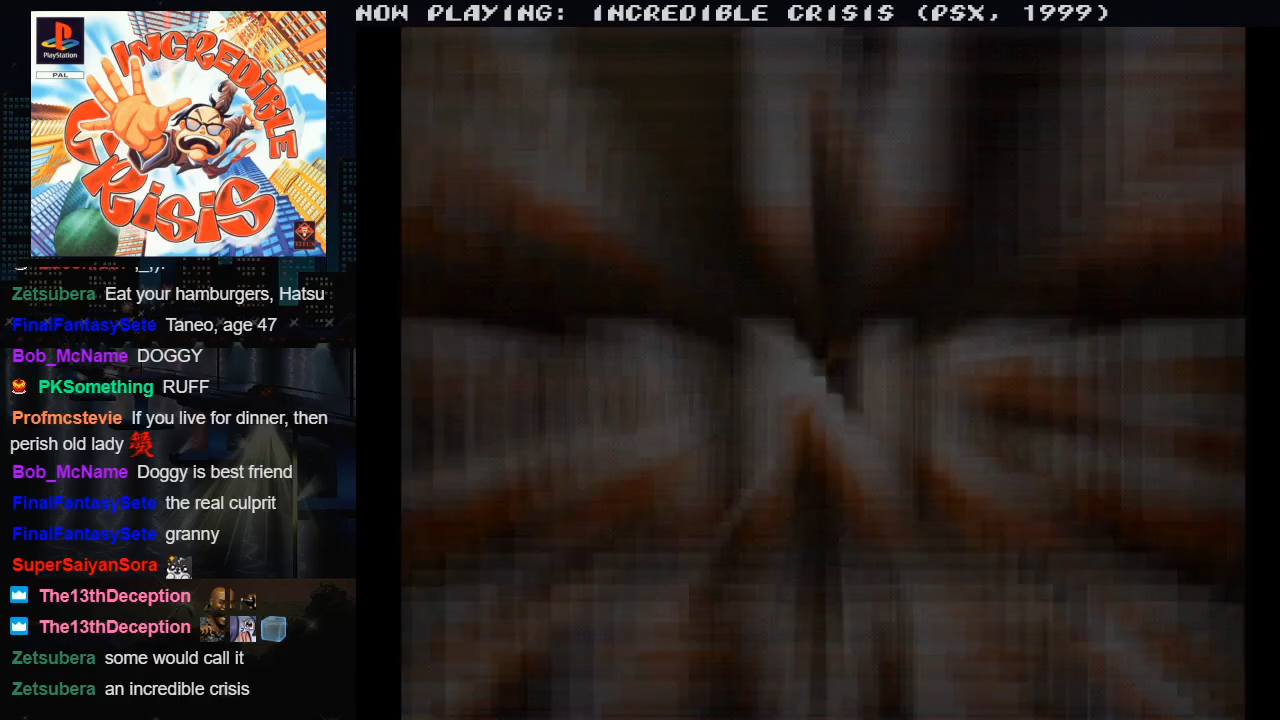 NOW PLAYING: INCREDIBLE CRISIS (PSX, 1999)
PlayStation
PAL
INCREDIBLE
CRISIS
TITUS
Zetsubera Eat your hamburgers, Hatsu
FinalFantasySete Taneo, age 47
Bob_McName DOGGY
PKSomething RUFF
Profmcstevie If you live for dinner, then
perish old lady
Bob_McName Doggy is best friend
FinalFantasySete the real culprit
FinalFantasySete granny
SuperSaiyanSora
The13thDeception
The13thDeception
Zetsubera some would call it
Zetsubera an incredible crisis